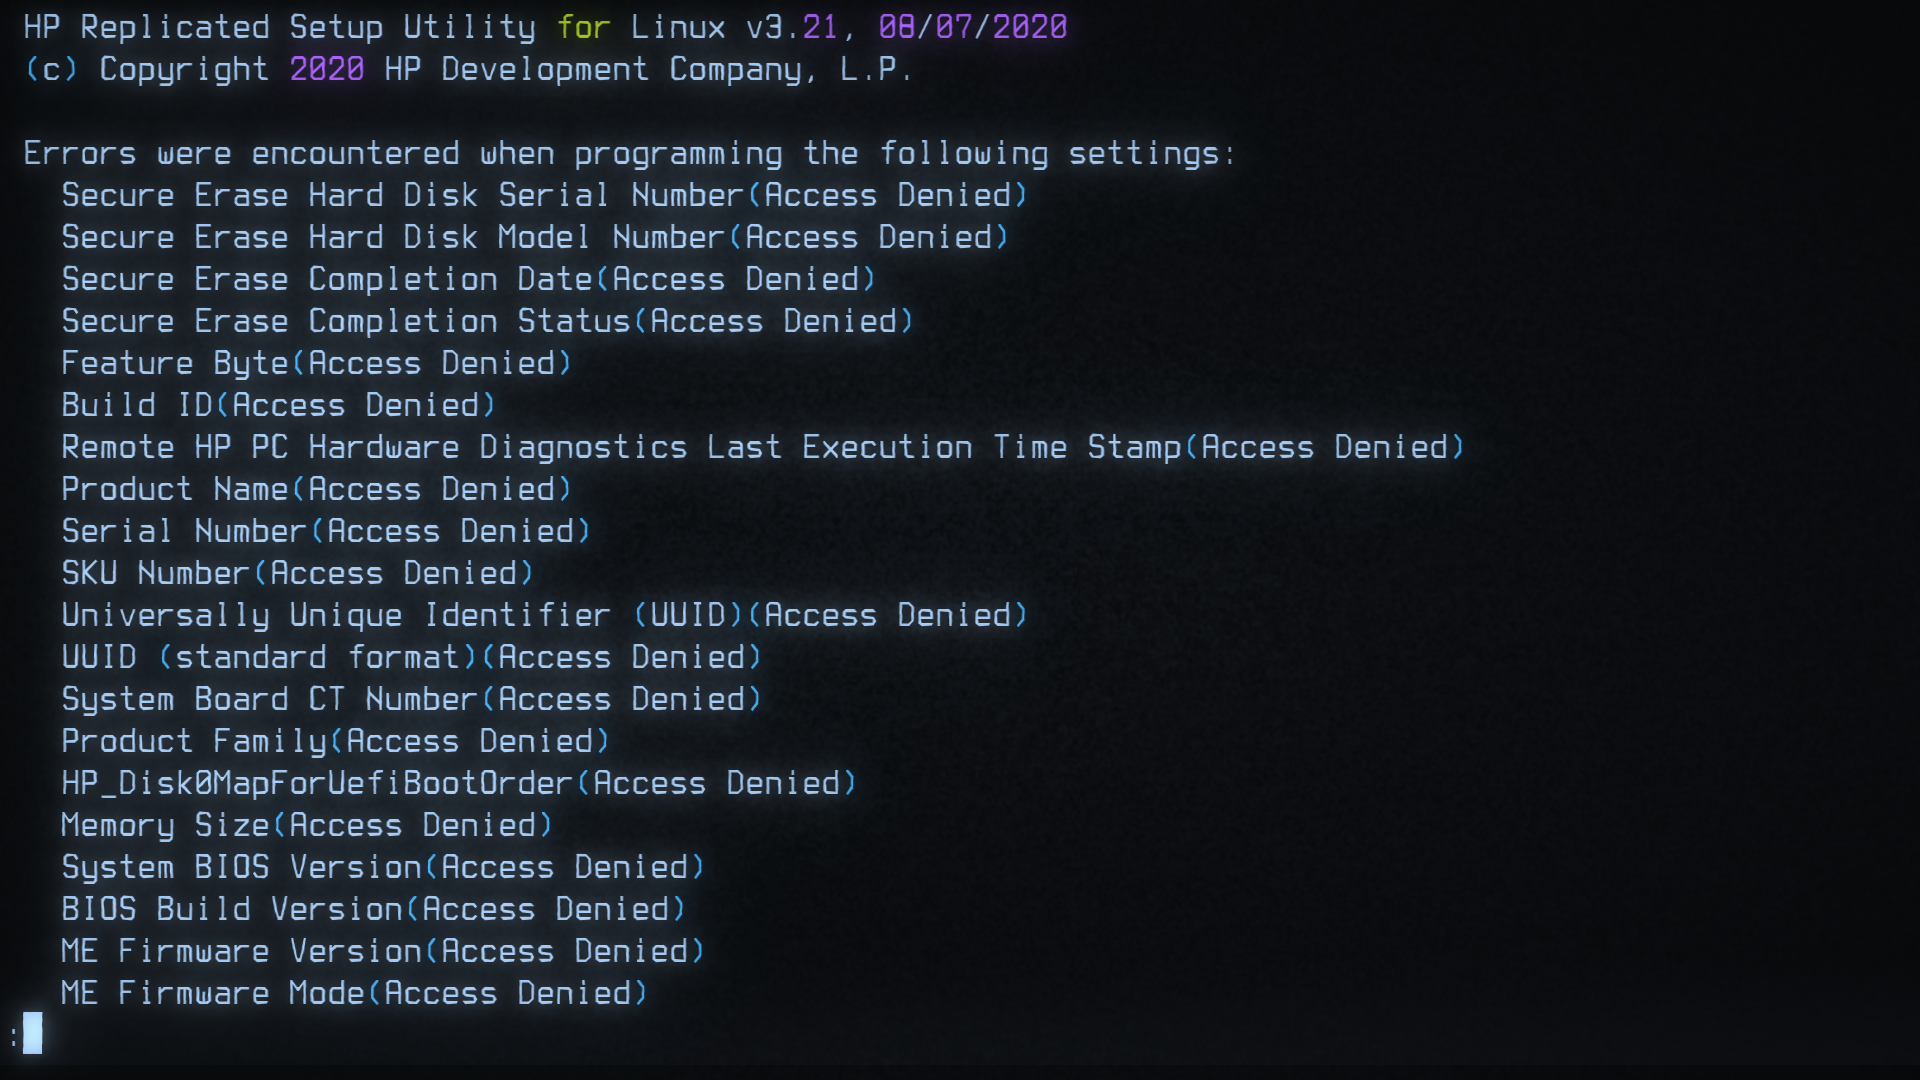 HP Replicated Setup Utility for Linux v3.21, 08/07/2020
(c) Copyright 2020 HP Development Company, L.P.
Errors were encountered when programming the following settings:
Secure Erase Hard Disk Serial Number(Access Denied)
Secure Erase Hard Disk Model Number(Access Denied)
Secure Erase Completion Date(Access Denied)
Secure Erase Completion Status(Access Denied)
Feature Byte(Access Denied)
Build ID(Access Denied)
Remote HP PC Hardware Diagnostics Last Execution Time Stamp(Access Denied)
Product Name(Access Denied)
Serial Number(Access Denied)
SKU Number(Access Denied)
Universally Unique Identifier (UUID)(Access Denied)
UUID (standard format)(Access Denied)
System Board CT Number(Access Denied)
Product Family(Access Denied)
HP_Disk0MapForUefiBootOrder(Access Denied)
Memory Size(Access Denied)
System BIOS Version(Access Denied)
BIOS Build Version(Access Denied)
ME Firmware Version(Access Denied)
ME Firmware Mode(Access Denied)
: